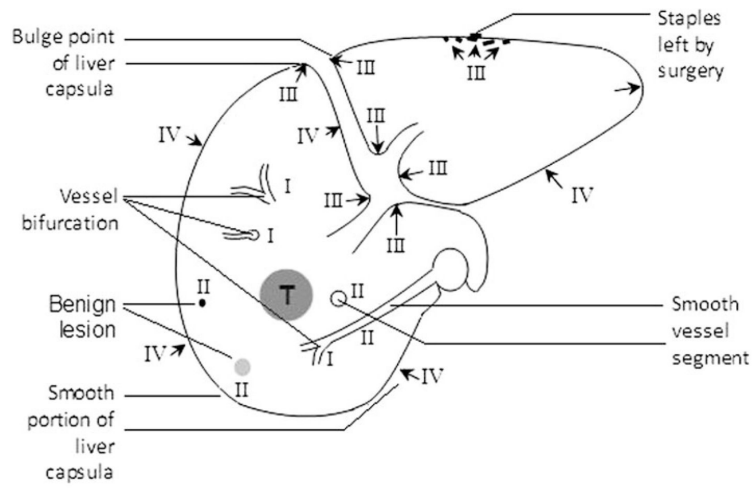 Bulge point
of liver
capsula
Staples
left by
surgery
III
III
III
IV
IV
III
III
III
III
IV
Vessel
bifurcation
I
I
II
T
II
Benign
lesion
II
I
Smooth
vessel
segment
IV
II
IV
Smooth
portion of
liver
capsula